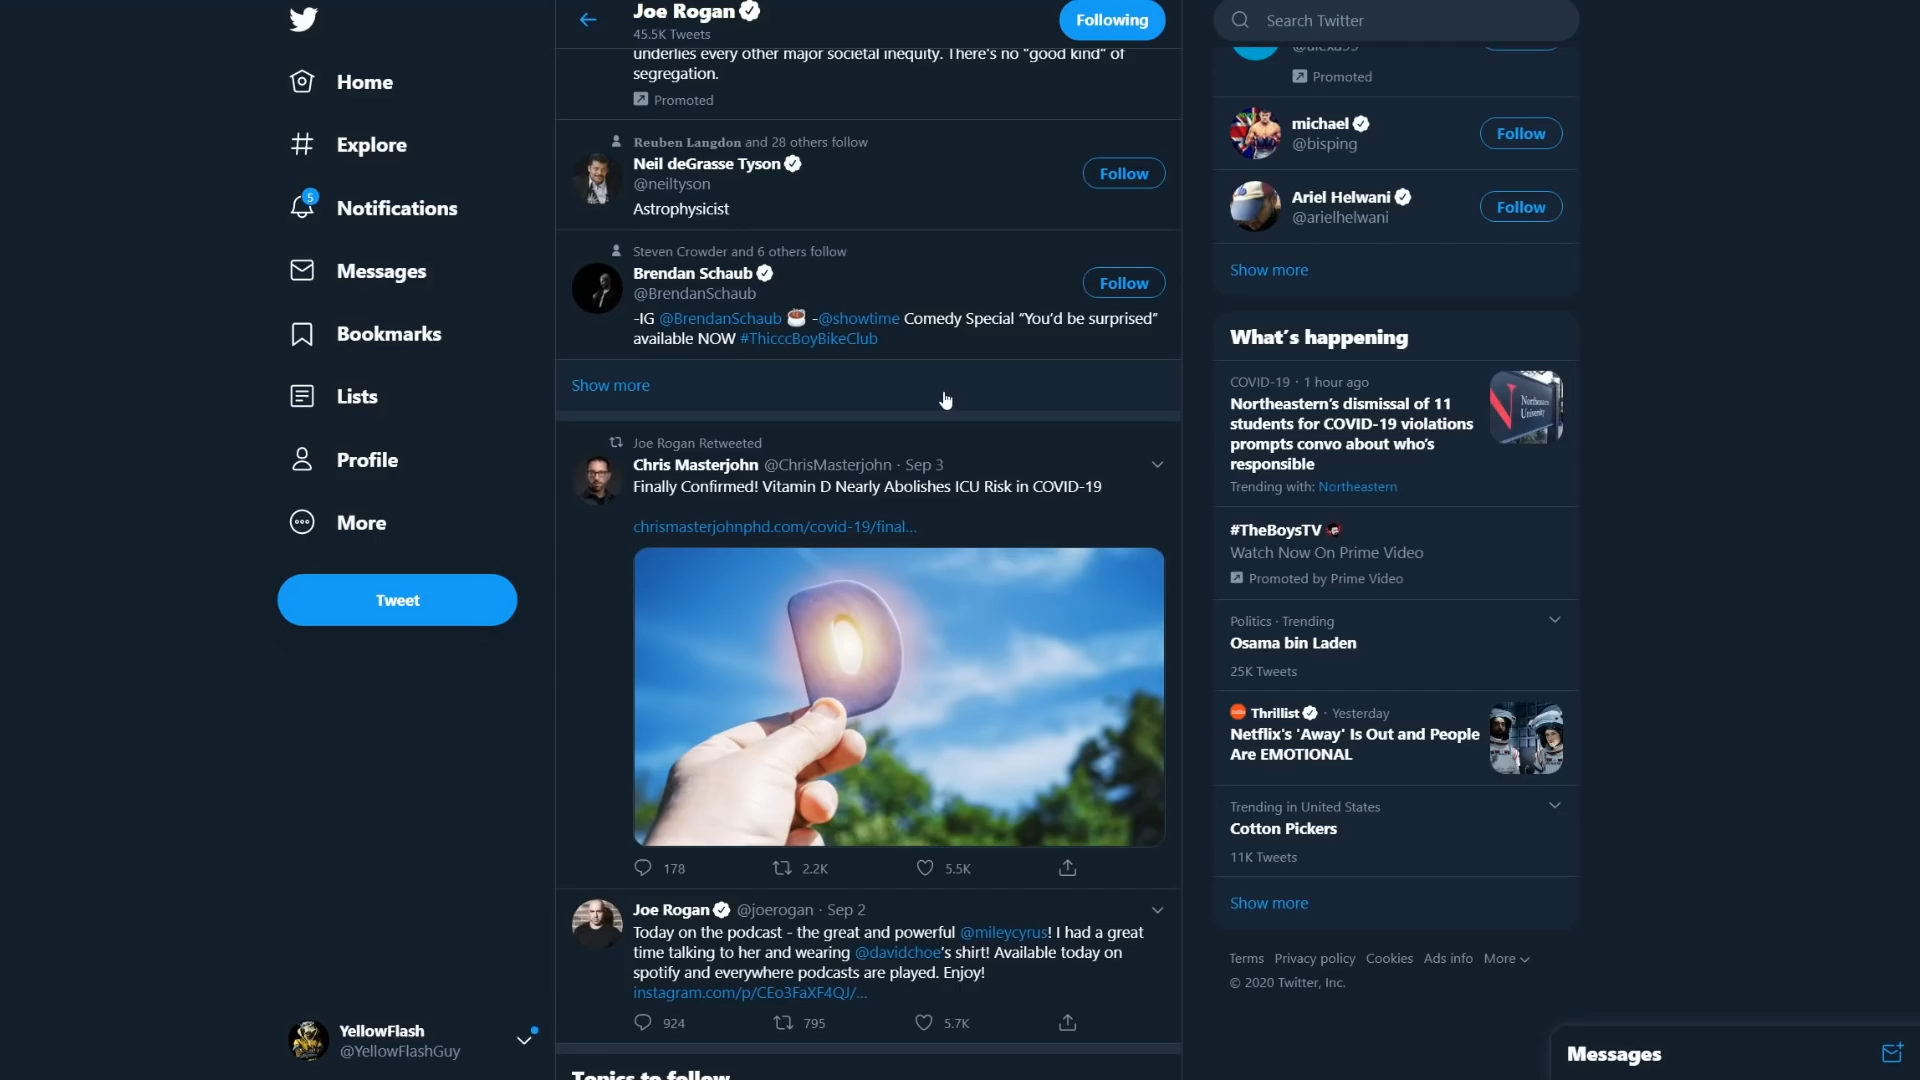 Home
Explore
5
Notifications
Messages
Bookmarks
Lists
Profile
More
Tweet
YellowFlash
@YellowFlashGuy
Joe Rogan
45.5K Tweets
Following
underlies every other major societal inequity. There's no "good kind" of
segregation.
Promoted
Reuben Langdon and 28 others follow
Neil deGrasse Tyson
@neiltyson
Follow
Astrophysicist
Steven Crowder and 6 others follow
Brendan Schaub
@BrendanSchaub
Follow
-IG @BrendanSchaub ☕ -@showtime Comedy Special “You’d be surprised”
available NOW #ThicccBoyBikeClub
Show more
Joe Rogan Retweeted
Chris Masterjohn @ChrisMasterjohn · Sep 3
Finally Confirmed! Vitamin D Nearly Abolishes ICU Risk in COVID-19
chrismasterjohnphd.com/covid-19/final...
178 2.2K 5.5K
Joe Rogan @joerogan · Sep 2
Today on the podcast - the great and powerful @mileycyrus! I had a great
time talking to her and wearing @davidchoe’s shirt! Available today on
spotify and everywhere podcasts are played. Enjoy!
instagram.com/p/CEo3FaXF4QJ/...
924 795 5.7K
Topics to follow
Search Twitter
Promoted
michael
@bisping
Follow
Ariel Helwani
@arielhelwani
Follow
Show more
What’s happening
COVID-19 · 1 hour ago
Northeastern’s dismissal of 11
students for COVID-19 violations
prompts convo about who’s
responsible
Trending with: Northeastern
Northeastern
University
#TheBoysTV
Watch Now On Prime Video
Promoted by Prime Video
Politics · Trending
Osama bin Laden
25K Tweets
Thrillist · Yesterday
Netflix's 'Away' Is Out and People
Are EMOTIONAL
Trending in United States
Cotton Pickers
11K Tweets
Show more
Terms Privacy policy Cookies Ads info More
© 2020 Twitter, Inc.
Messages